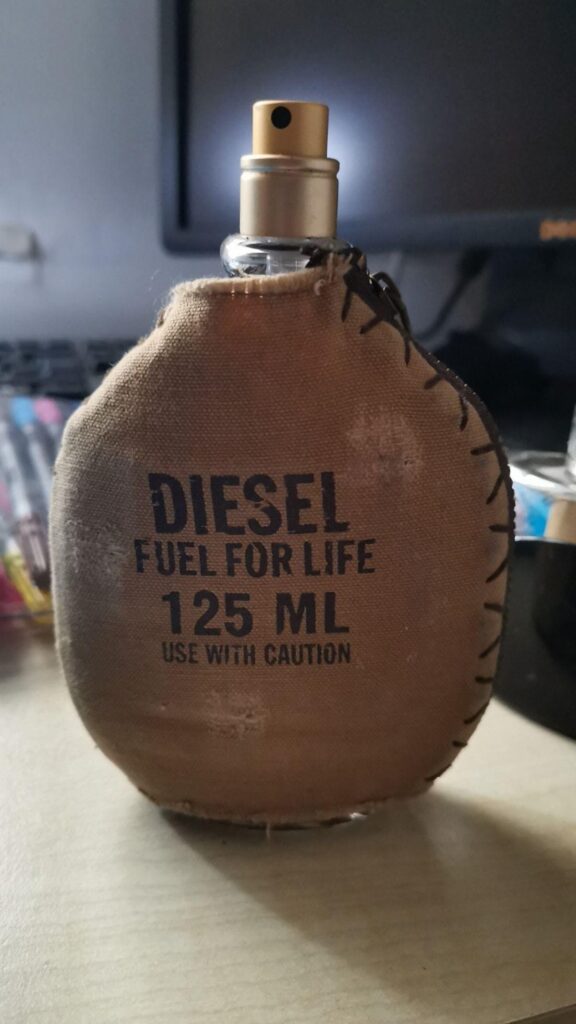 DIESEL
FUEL FOR LIFE
125 ML
USE WITH CAUTION